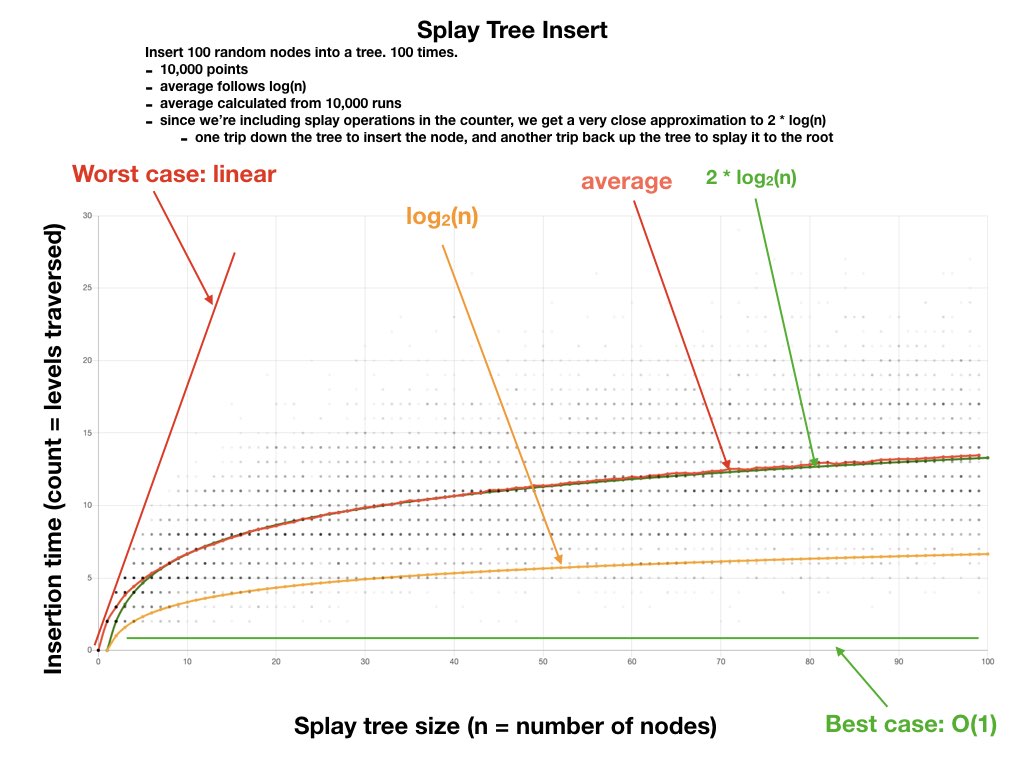 Splay Tree Insert
Insert 100 random nodes into a tree. 100 times.
- 10,000 points
- average follows log(n)
- average calculated from 10,000 runs
- since we're including splay operations in the counter, we get a very close approximation to 2 * log(n)
- one trip down the tree to insert the node, and another trip back up the tree to splay it to the root
Worst case: linear
average
2 * log₂(n)
log₂(n)
30
25
20
15
10
5
0
0 10 20 30 40 50 60 70 80 90 100
Insertion time (count = levels traversed)
Splay tree size (n = number of nodes)
Best case: O(1)